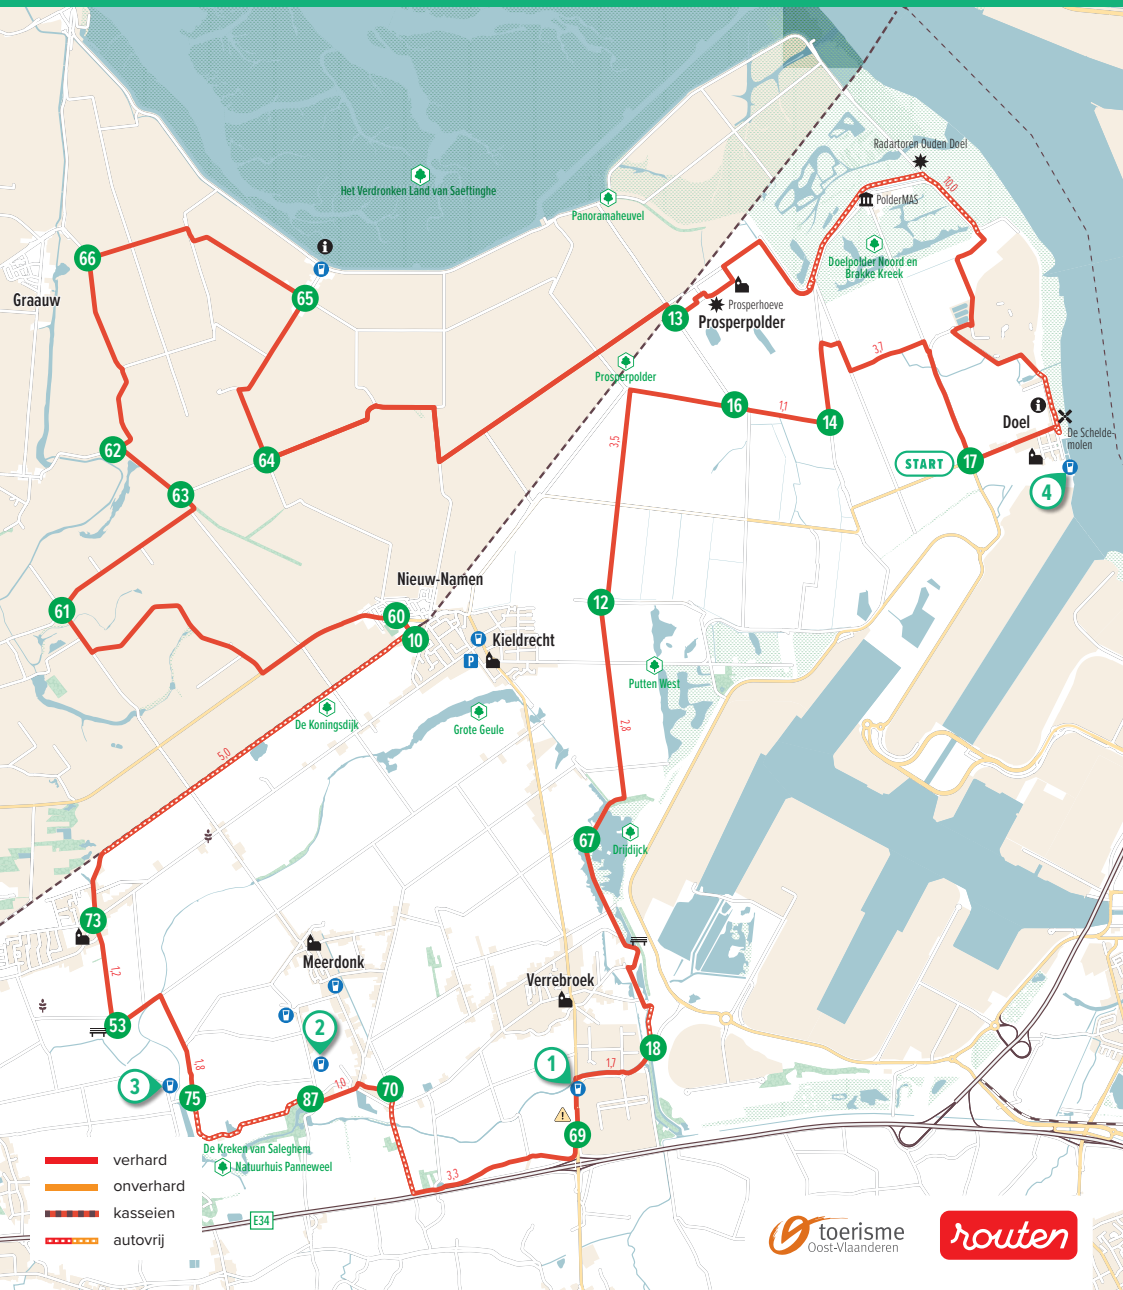 Radartoren Ouden Doel
10,0
Het Verdronken Land van Saeftinghe
PolderMAS
Panoramaheuvel
66
Doelpolder Noord en
Brakke Kreek
Graauw
65
Prosperhoeve
13
Prosperpolder
3,7
Prosperpolder
16
1,1
14
Doel
De Schelde-
molen
62
3,5
64
START
17
63
4
Nieuw-Namen
61
60
12
10
Kieldrecht
P
Putten West
De Koningsdijk
Grote Geule
2,8
5,0
67
Drijdijck
73
Meerdonk
1,2
Verrebroek
53
2
18
1
1,7
1,8
3
75
87
1,0
70
!
69
De Kreken van Saleghem
Natuurhuis Panneweel
3,3
verhard
onverhard
kasseien
autovrij
E34
toerisme
Oost-Vlaanderen
routen